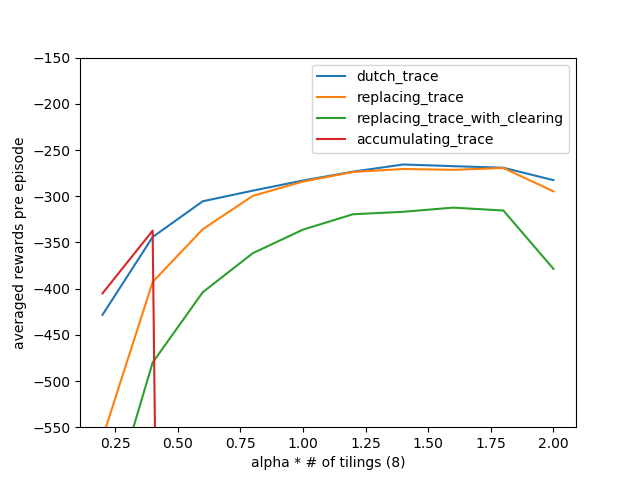 −150
−200
−250
−300
−350
−400
−450
−500
−550
averaged rewards pre episode
dutch_trace
replacing_trace
replacing_trace_with_clearing
accumulating_trace
0.25 0.50 0.75 1.00 1.25 1.50 1.75 2.00
alpha * # of tilings (8)